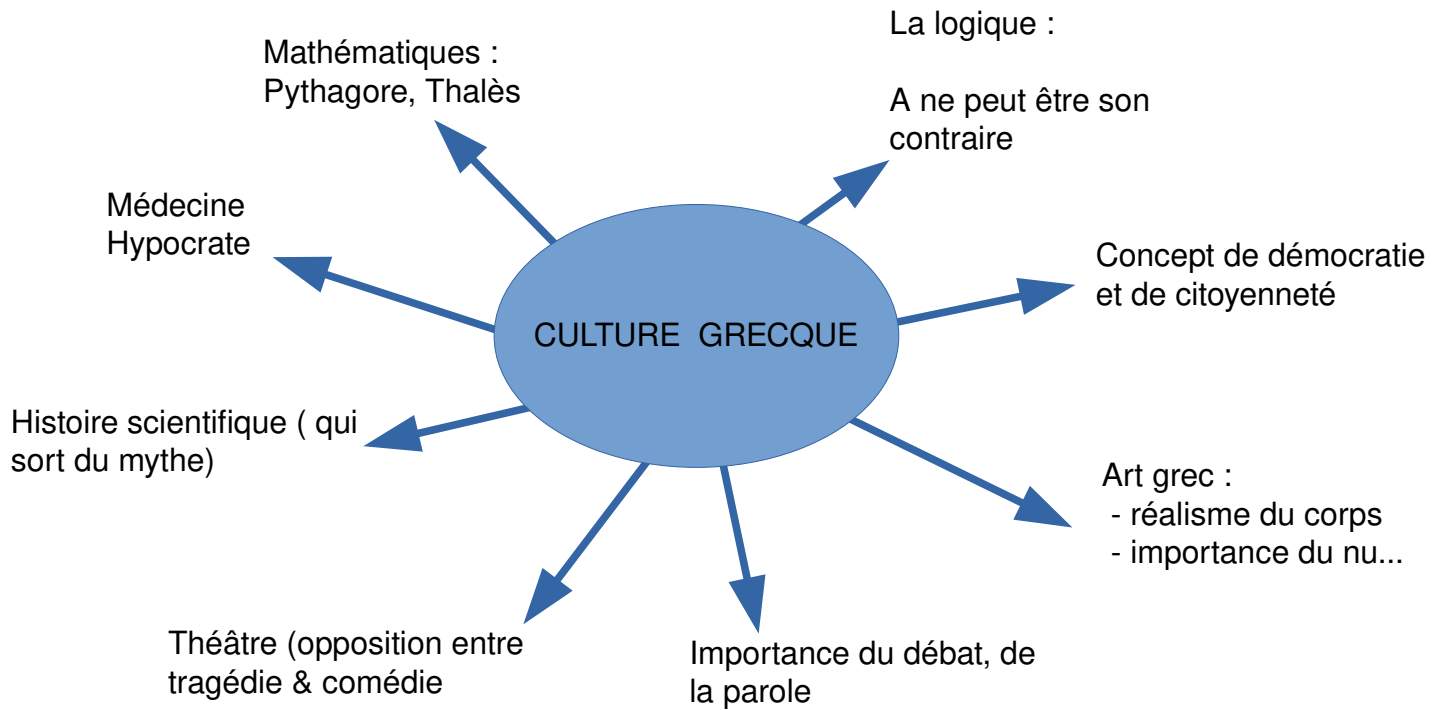 La logique :
A ne peut être son
contraire
Mathématiques :
Pythagore, Thalès
Médecine
Hypocrate
Concept de démocratie
et de citoyenneté
CULTURE GRECQUE
Histoire scientifique ( qui
sort du mythe)
Art grec :
- réalisme du corps
- importance du nu...
Théâtre (opposition entre
tragédie & comédie
Importance du débat, de
la parole